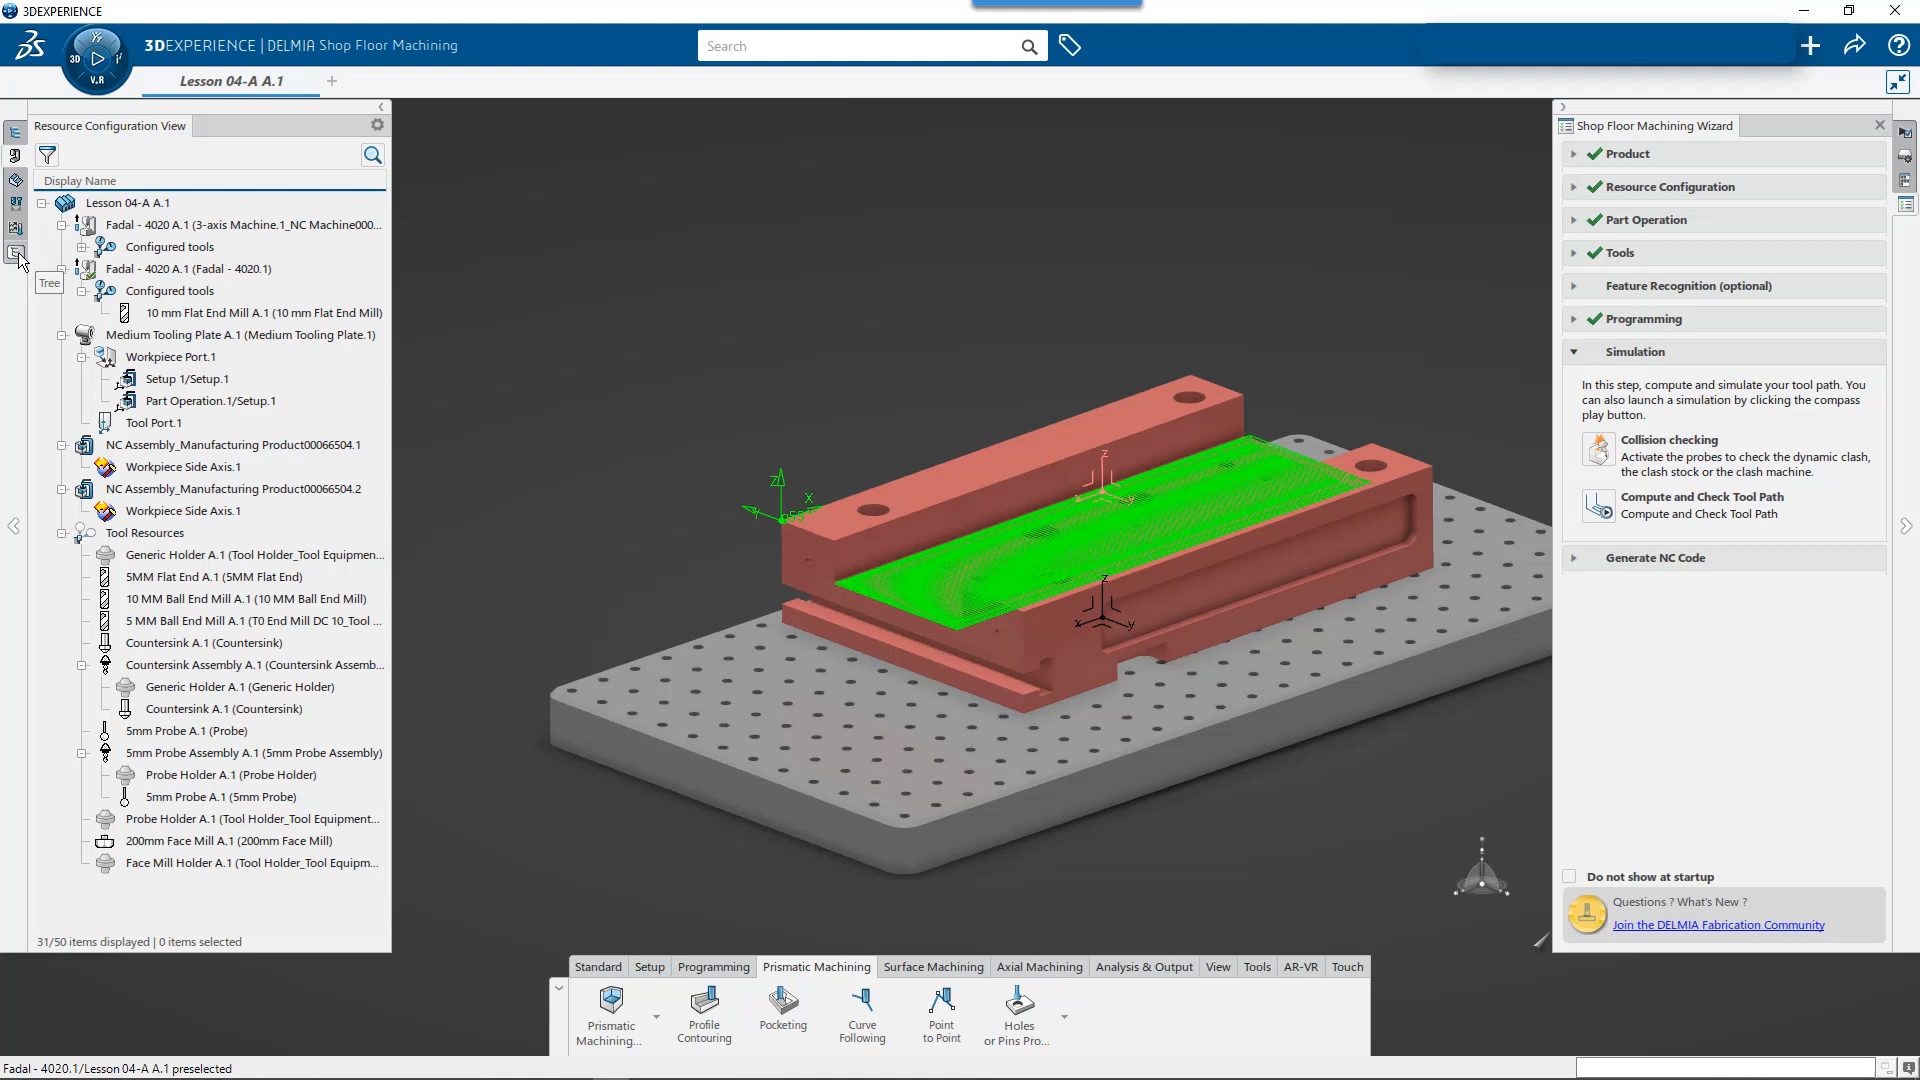 3DEXPERIENCE
3DEXPERIENCE | DELMIA Shop Floor Machining
Search
3D
V.R
Lesson 04-A A.1
Resource Configuration View
Display Name
Lesson 04-A A.1
Fadal - 4020 A.1 (3-axis Machine.1_NC Machine000...
Configured tools
Fadal - 4020 A.1 (Fadal - 4020.1)
Tree
Configured tools
10 mm Flat End Mill A.1 (10 mm Flat End Mill)
Medium Tooling Plate A.1 (Medium Tooling Plate.1)
Workpiece Port.1
Setup 1/Setup.1
Part Operation.1/Setup.1
Tool Port.1
NC Assembly_Manufacturing Product00066504.1
Workpiece Side Axis.1
NC Assembly_Manufacturing Product00066504.2
Workpiece Side Axis.1
Tool Resources
Generic Holder A.1 (Tool Holder_Tool Equipmen...
5MM Flat End A.1 (5MM Flat End)
10 MM Ball End Mill A.1 (10 MM Ball End Mill)
5 MM Ball End Mill A.1 (T0 End Mill DC 10_Tool ...
Countersink A.1 (Countersink)
Countersink Assembly A.1 (Countersink Assemb...
Generic Holder A.1 (Generic Holder)
Countersink A.1 (Countersink)
5mm Probe A.1 (Probe)
5mm Probe Assembly A.1 (5mm Probe Assembly)
Probe Holder A.1 (Probe Holder)
5mm Probe A.1 (5mm Probe)
Probe Holder A.1 (Tool Holder_Tool Equipment...
200mm Face Mill A.1 (200mm Face Mill)
Face Mill Holder A.1 (Tool Holder_Tool Equipm...
31/50 items displayed | 0 items selected
Z
X
Y
z
x
y
z
x
y
Shop Floor Machining Wizard
Product
Resource Configuration
Part Operation
Tools
Feature Recognition (optional)
Programming
Simulation
In this step, compute and simulate your tool path. You
can also launch a simulation by clicking the compass
play button.
Collision checking
Activate the probes to check the dynamic clash,
the clash stock or the clash machine.
Compute and Check Tool Path
Compute and Check Tool Path
Generate NC Code
Do not show at startup
Questions ? What's New ?
Join the DELMIA Fabrication Community
Standard Setup Programming Prismatic Machining Surface Machining Axial Machining Analysis & Output View Tools AR-VR Touch
Prismatic
Machining...
Profile
Contouring
Pocketing
Curve
Following
Point
to Point
Holes
or Pins Pro...
Fadal - 4020.1/Lesson 04-A A.1 preselected